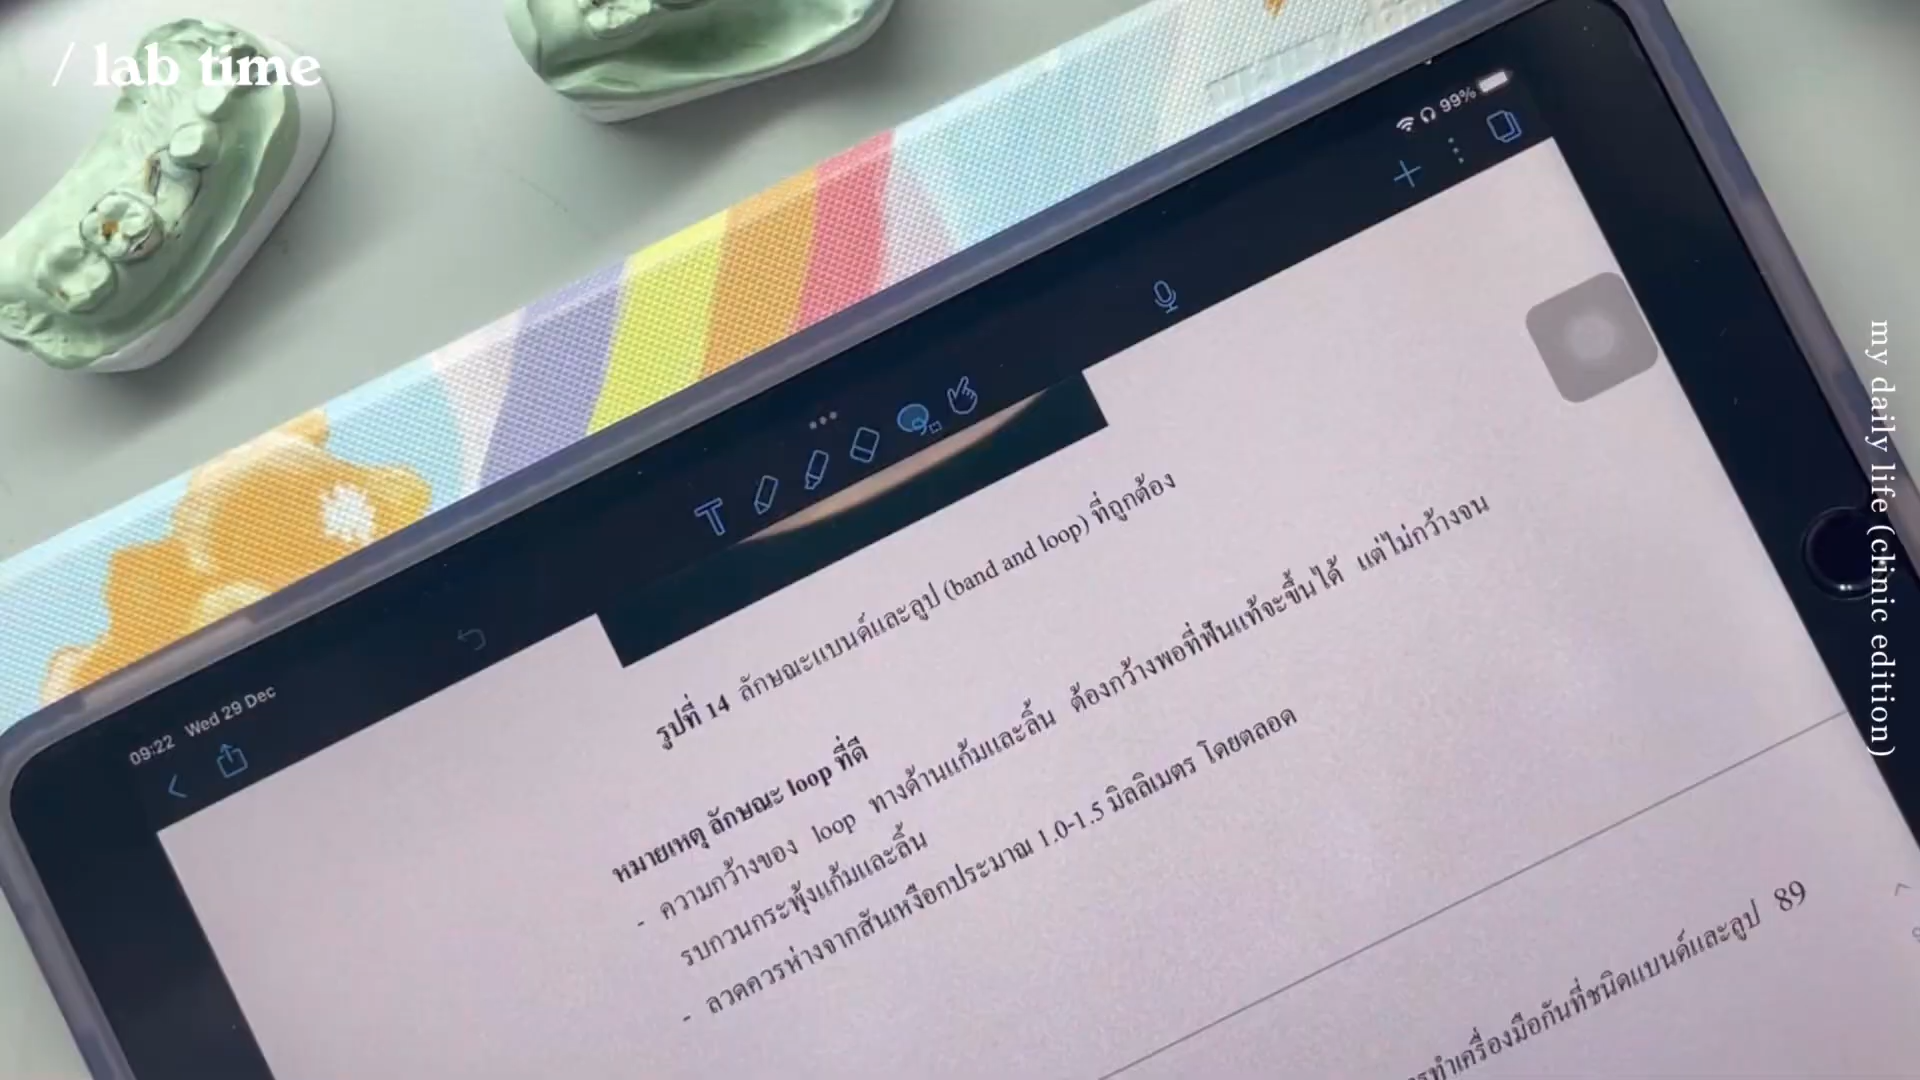 / lab time
my daily life (clinic edition)
99%
09:22 Wed 29 Dec
รูปที่ 14 ลักษณะแบนด์และลูป (band and loop) ที่ถูกต้อง
หมายเหตุ ลักษณะ loop ที่ดี
- ความกว้างของ loop ทางด้านแก้มและลิ้น ต้องกว้างพอที่ฟันแท้จะขึ้นได้ แต่ไม่กว้างจน
รบกวนกระพุ้งแก้มและลิ้น
- ลวดควรห่างจากสันเหงือกประมาณ 1.0-1.5 มิลลิเมตร โดยตลอด
ทำเครื่องมือกันที่ชนิดแบนด์และลูป 89